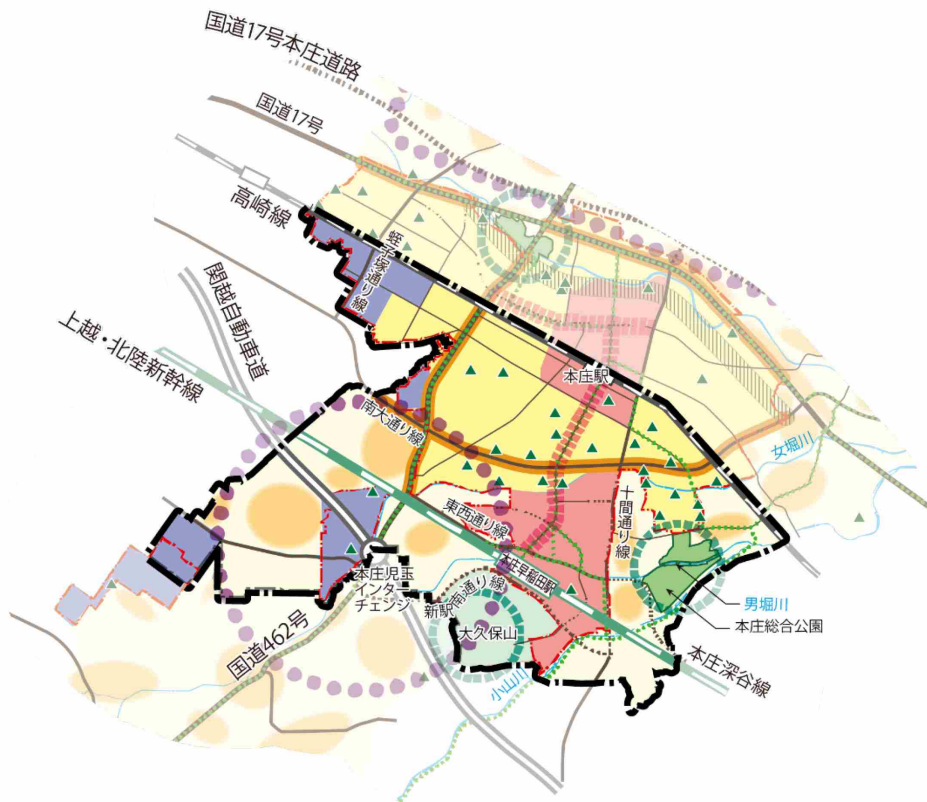 国道17号本庄道路
国道17号
高崎線
蛭子塚通り線
関越自動車道
上越・北陸新幹線
本庄駅
南大通り線
女堀川
十間通り線
東西通り線
本庄早稲田駅
本庄児玉
インター
チェンジ
新駅南通り線
大久保山
男堀川
本庄総合公園
国道462号
小山川
本庄深谷線